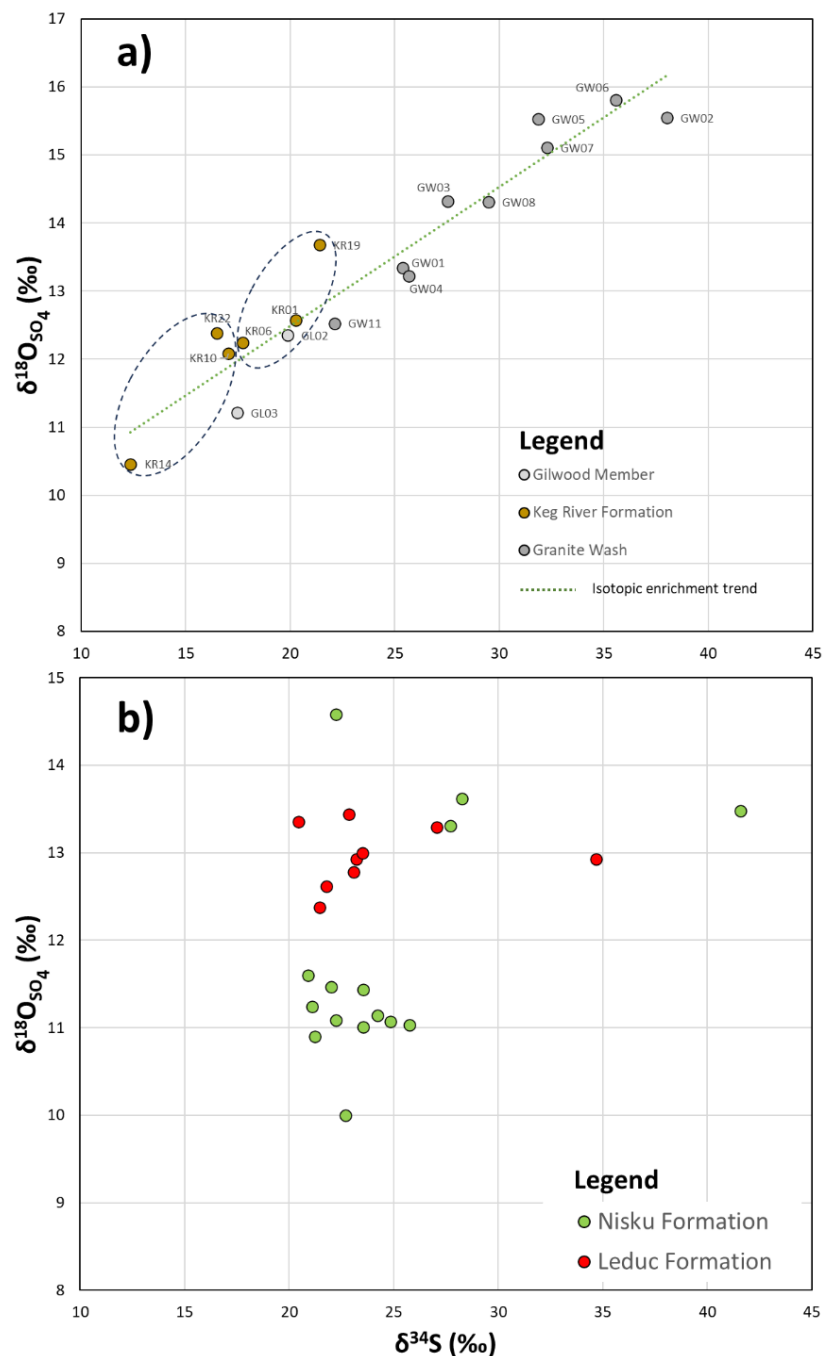 a)
17
16
15
14
13
12
11
10
9
8
δ¹⁸O_SO₄ (‰)
GW06
GW05
GW02
GW07
GW03
GW08
KR19
GW01
GW04
KR01
KR22
KR06
GW11
GL02
KR10
GL03
KR14
Legend
Gilwood Member
Keg River Formation
Granite Wash
Isotopic enrichment trend
10 15 20 25 30 35 40 45
b)
15
14
13
12
11
10
9
8
δ¹⁸O_SO₄ (‰)
Legend
Nisku Formation
Leduc Formation
10 15 20 25 30 35 40 45
δ³⁴S (‰)